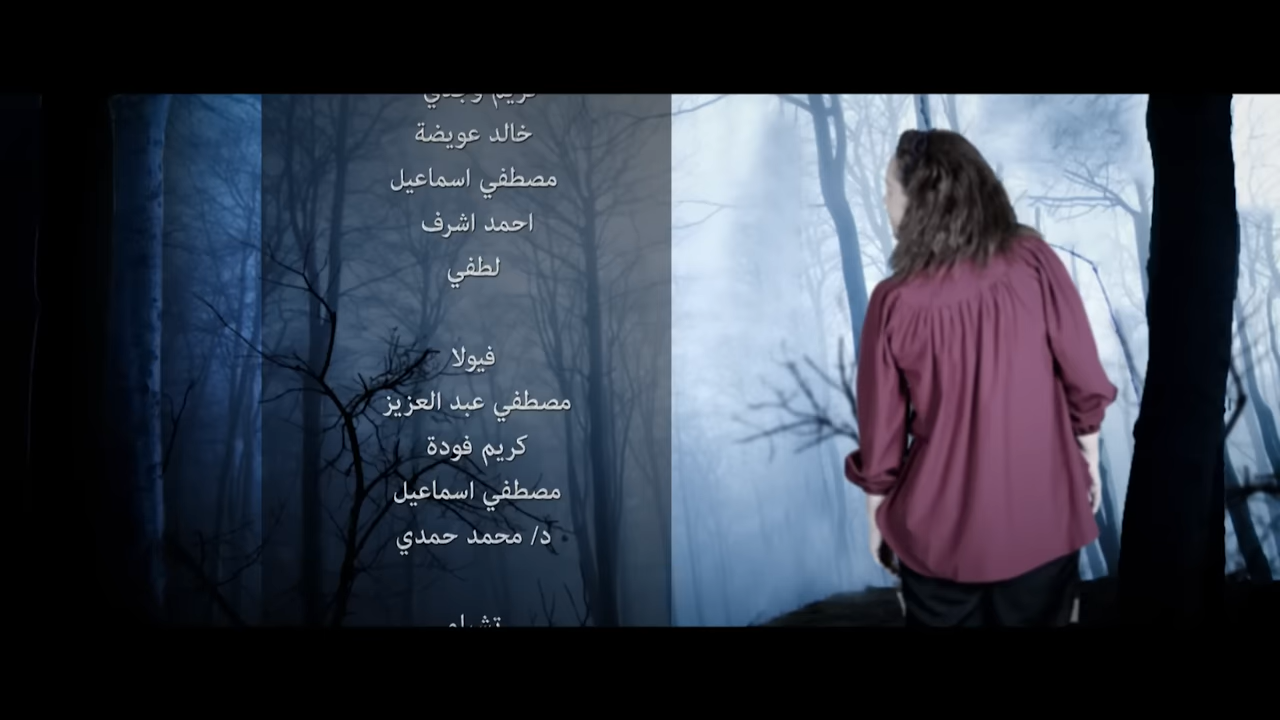 خالد عويضة
مصطفي اسماعيل
احمد اشرف
لطفي
فيولا
مصطفي عبد العزيز
كريم فودة
مصطفي اسماعيل
د/ محمد حمدي